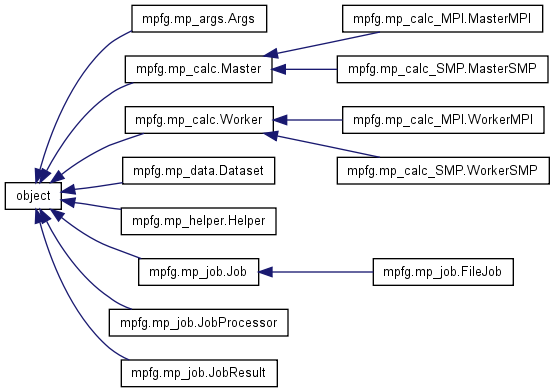 mpfg.mp_args.Args
mpfg.mp_calc_MPI.MasterMPI
mpfg.mp_calc.Master
mpfg.mp_calc_SMP.MasterSMP
mpfg.mp_calc.Worker
mpfg.mp_calc_MPI.WorkerMPI
mpfg.mp_data.Dataset
mpfg.mp_calc_SMP.WorkerSMP
object
mpfg.mp_helper.Helper
mpfg.mp_job.Job
mpfg.mp_job.FileJob
mpfg.mp_job.JobProcessor
mpfg.mp_job.JobResult